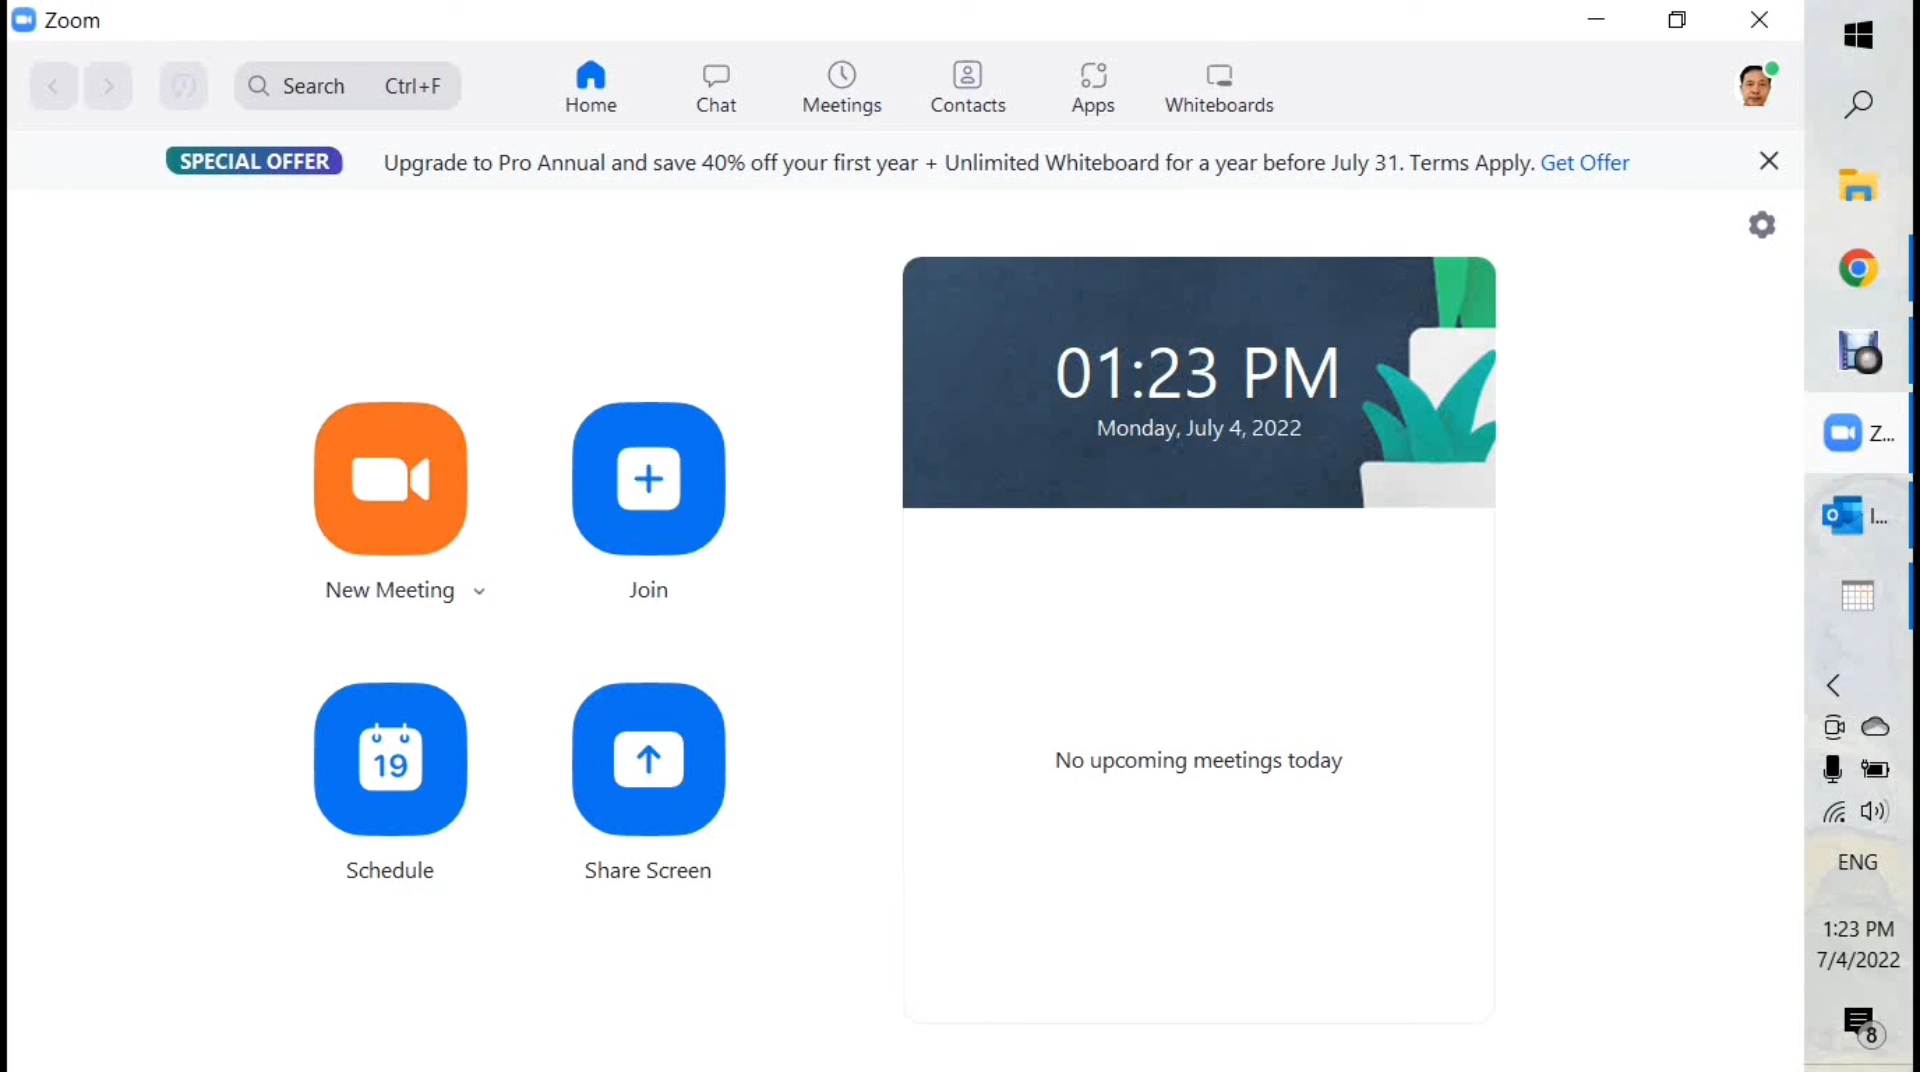 Zoom
Search Ctrl+F
Home
Chat
Meetings
Contacts
Apps
Whiteboards
SPECIAL OFFER
Upgrade to Pro Annual and save 40% off your first year + Unlimited Whiteboard for a year before July 31. Terms Apply. Get Offer
01:23 PM
Monday, July 4, 2022
New Meeting
Join
19
Schedule
Share Screen
No upcoming meetings today
Z...
I...
ENG
1:23 PM
7/4/2022
8